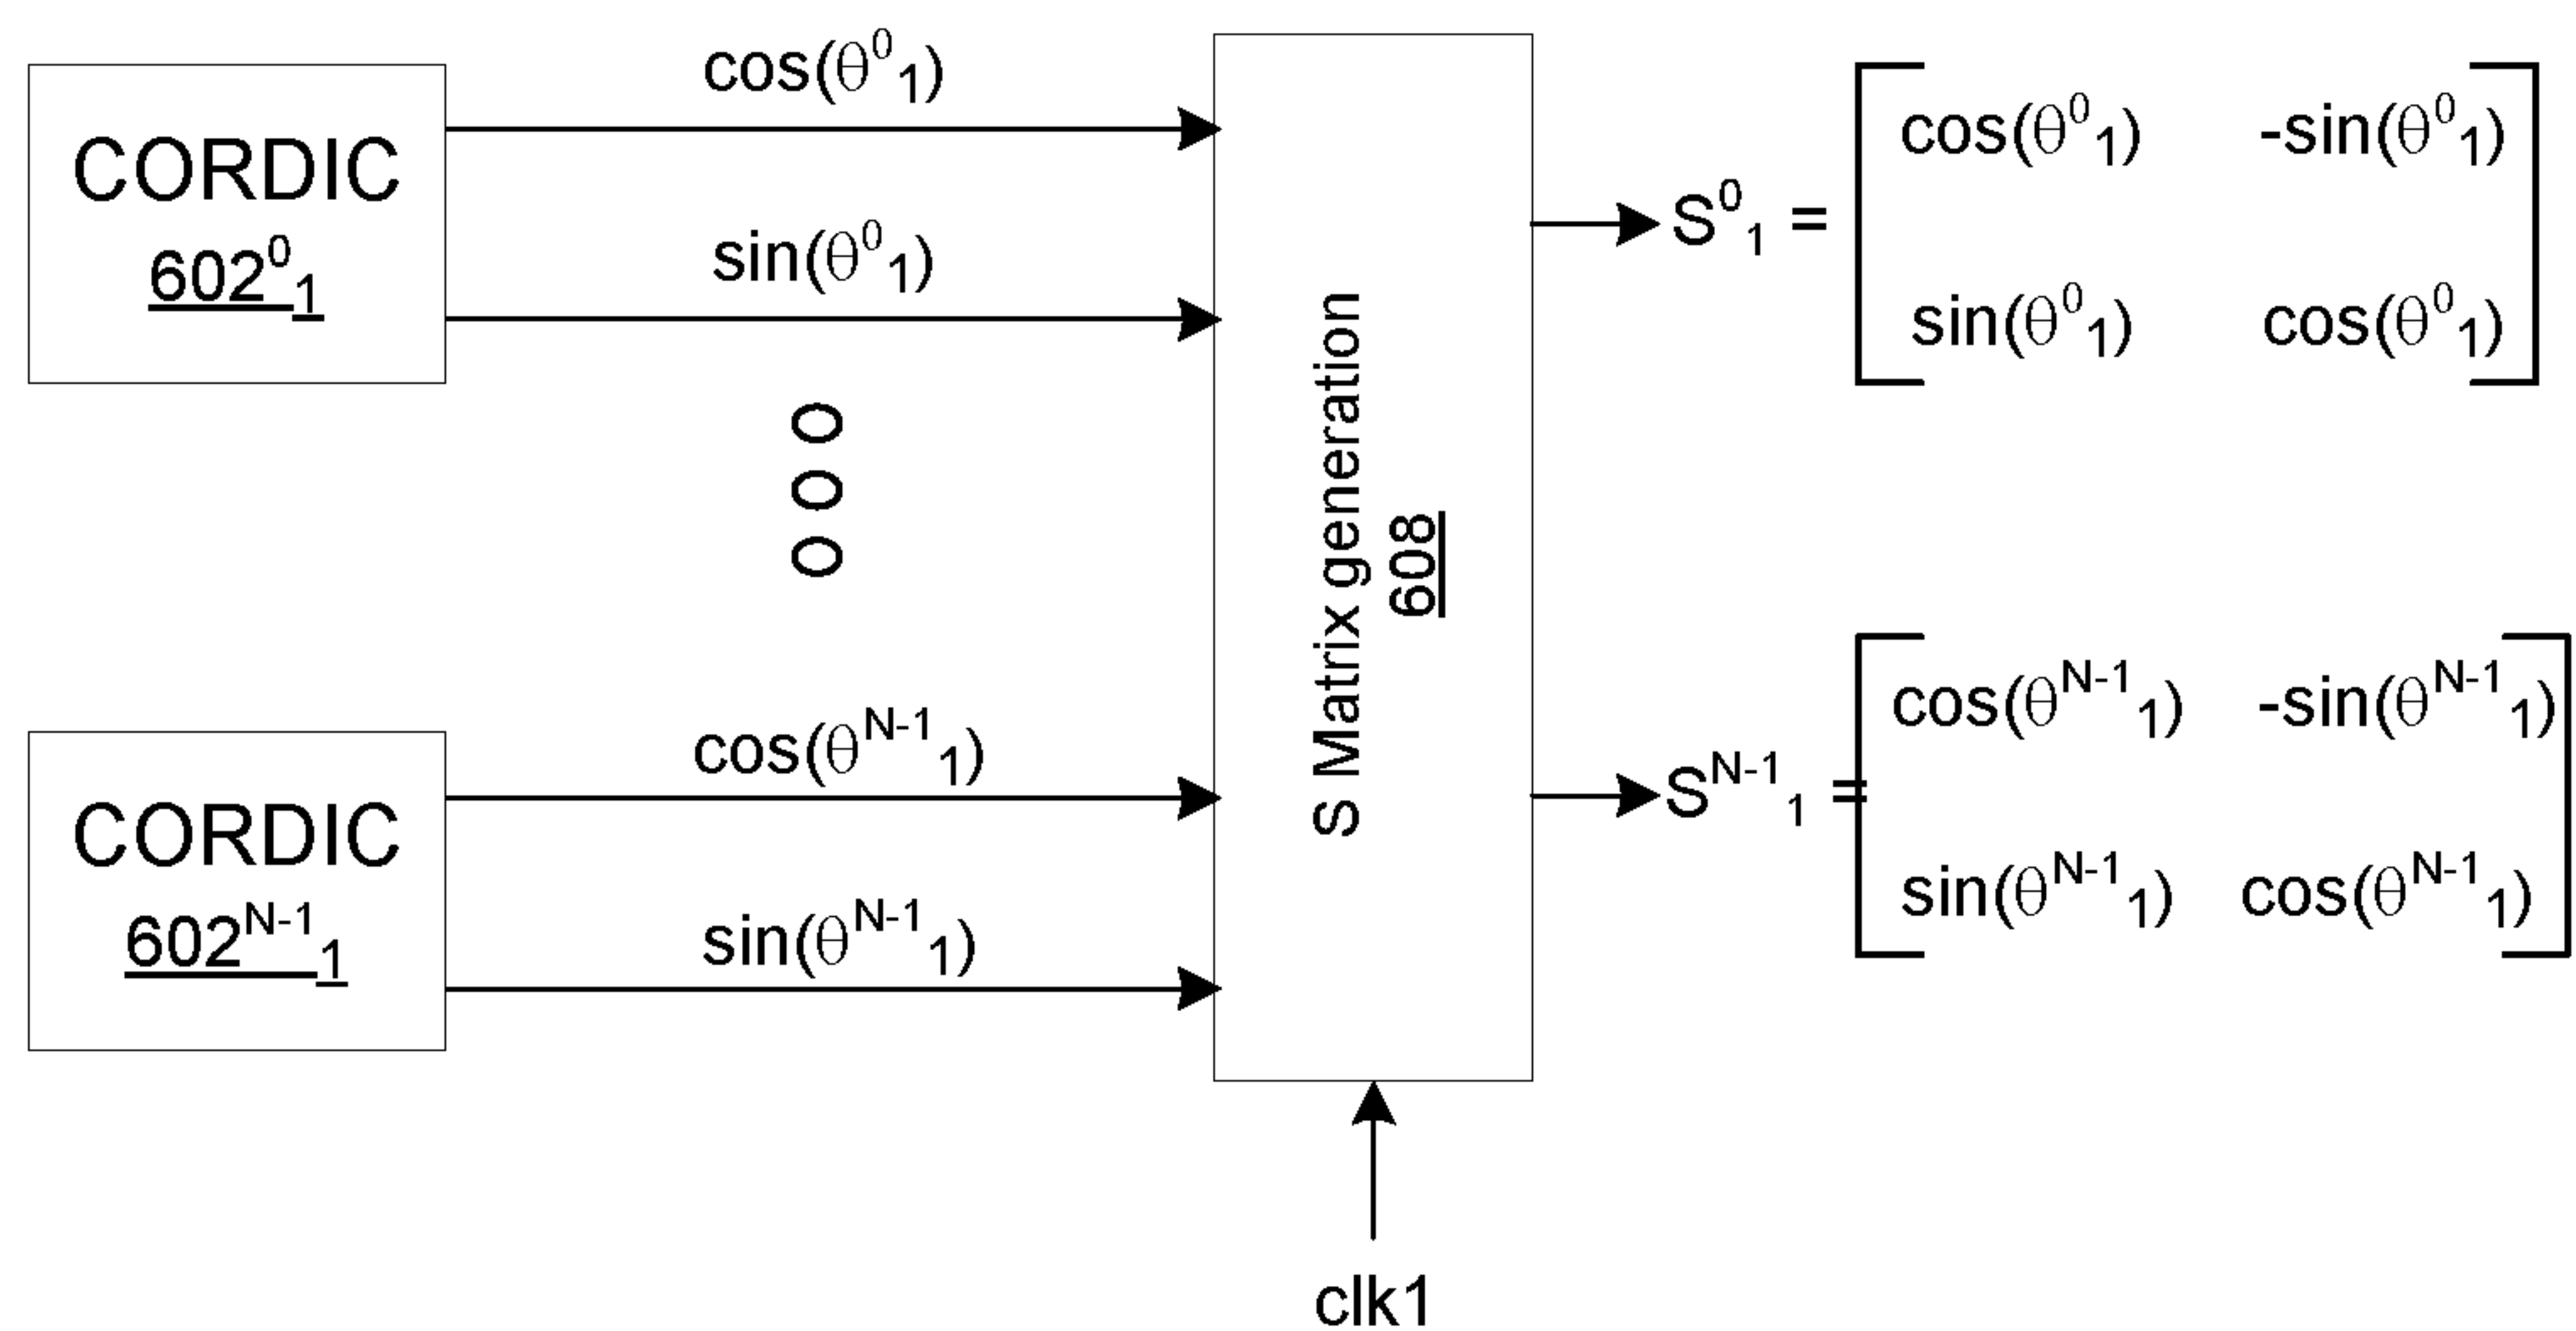 CORDIC
602⁰₁
cos(θ⁰₁)
sin(θ⁰₁)
O O O
CORDIC
602ᴺ⁻¹₁
cos(θᴺ⁻¹₁)
sin(θᴺ⁻¹₁)
S Matrix generation
608
clk1
S⁰₁ =
cos(θ⁰₁) -sin(θ⁰₁)
sin(θ⁰₁) cos(θ⁰₁)
Sᴺ⁻¹₁ =
cos(θᴺ⁻¹₁) -sin(θᴺ⁻¹₁)
sin(θᴺ⁻¹₁) cos(θᴺ⁻¹₁)